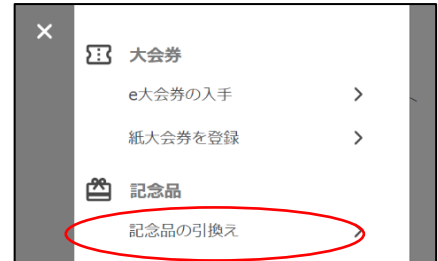 大会券
e大会券の入手
紙大会券を登録
記念品
記念品の引換え